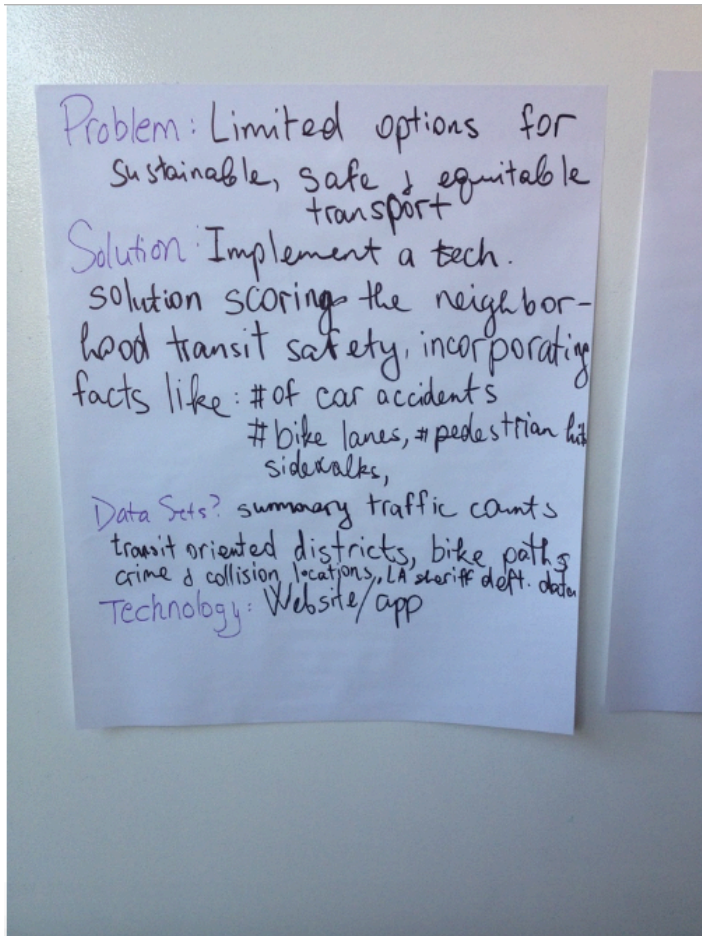 Problem: Limited options for
sustainable, safe & equitable
transport
Solution: Implement a tech.
solution scoring the neighbor-
hood transit safety, incorporating
facts like: # of car accidents
# bike lanes, # pedestrian hit
sidewalks,
Data Sets? summary traffic counts
transit oriented districts, bike paths
crime & collision locations, LA sheriff deft. data
Technology: Website/app